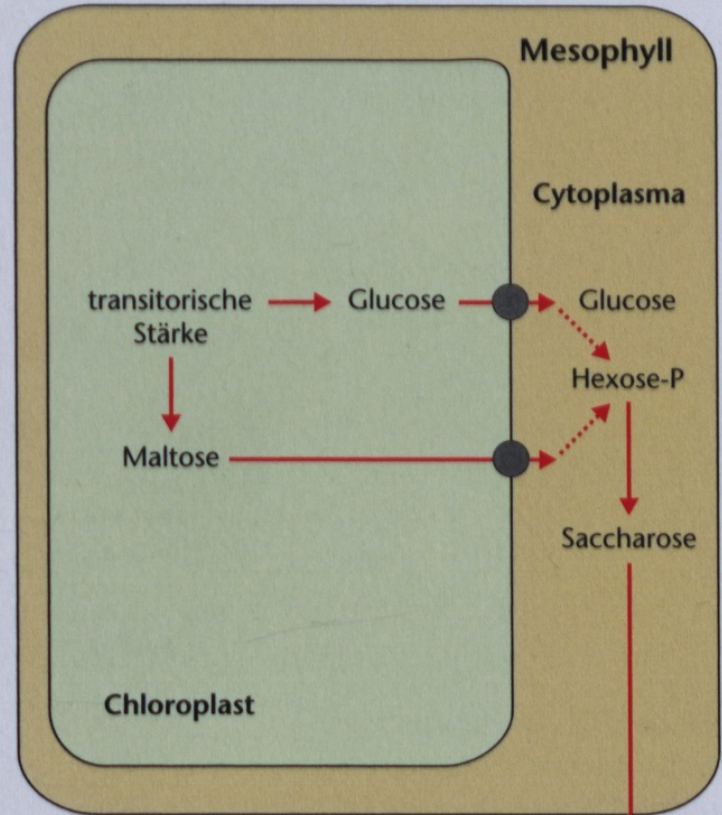 Mesophyll
Cytoplasma
transitorische
Stärke
Glucose
Glucose
Hexose-P
Maltose
Saccharose
Chloroplast